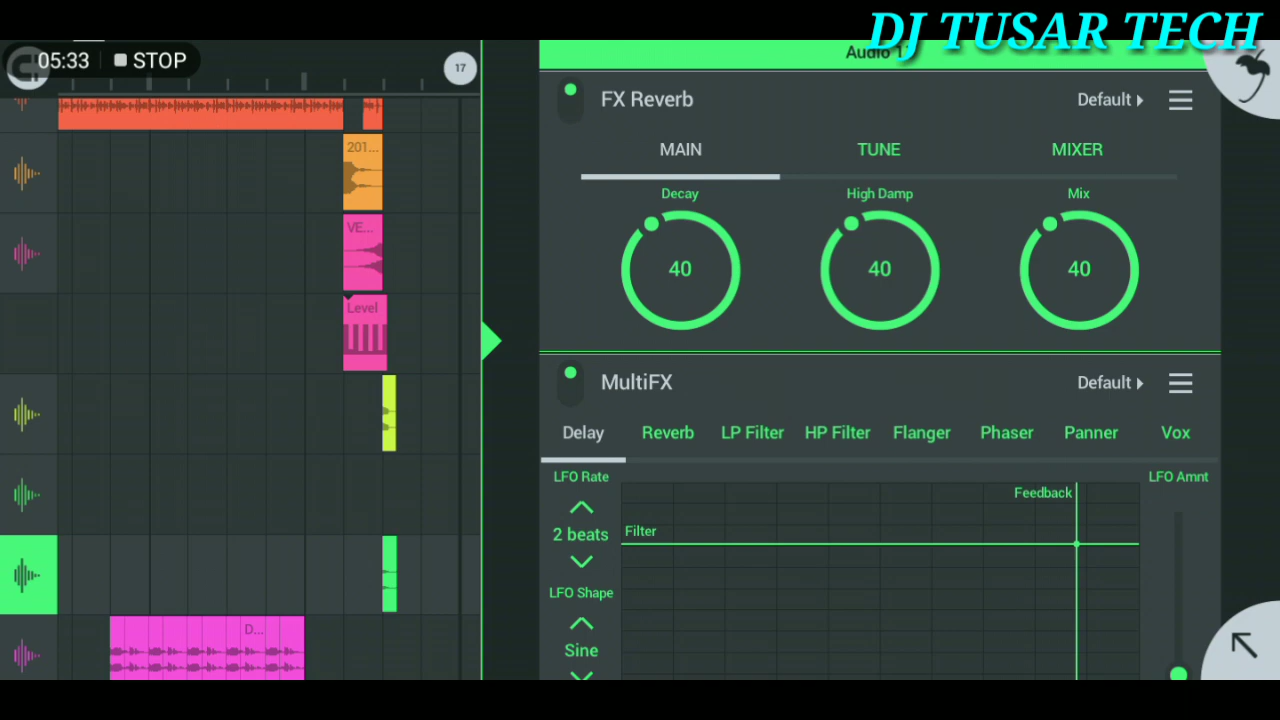 DJ TUSAR TECH
05:33
STOP
17
FX Reverb
Default
MAIN
TUNE
MIXER
Decay
High Damp
Mix
40
40
40
201...
VE...
Level
D...
MultiFX
Default
Delay
Reverb
LP Filter
HP Filter
Flanger
Phaser
Panner
Vox
LFO Rate
2 beats
LFO Shape
Sine
Feedback
Filter
LFO Amnt